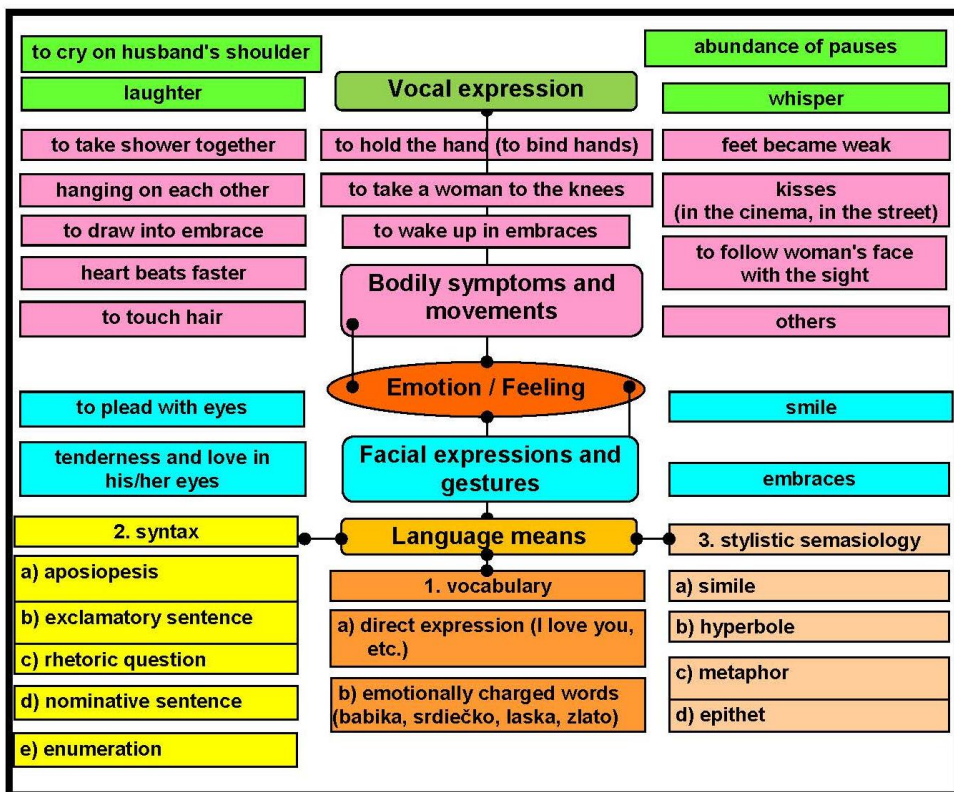 to cry on husband's shoulder
abundance of pauses
laughter
Vocal expression
whisper
to take shower together
to hold the hand (to bind hands)
feet became weak
hanging on each other
to take a woman to the knees
kisses
(in the cinema, in the street)
to draw into embrace
to wake up in embraces
to follow woman's face
with the sight
heart beats faster
Bodily symptoms and
movements
to touch hair
others
Emotion / Feeling
to plead with eyes
smile
tenderness and love in
his/her eyes
Facial expressions and
gestures
embraces
2. syntax
Language means
3. stylistic semasiology
a) aposiopesis
b) exclamatory sentence
c) rhetoric question
d) nominative sentence
e) enumeration
1. vocabulary
a) direct expression (I love you,
etc.)
b) emotionally charged words
(babika, srdiečko, laska, zlato)
a) simile
b) hyperbole
c) metaphor
d) epithet